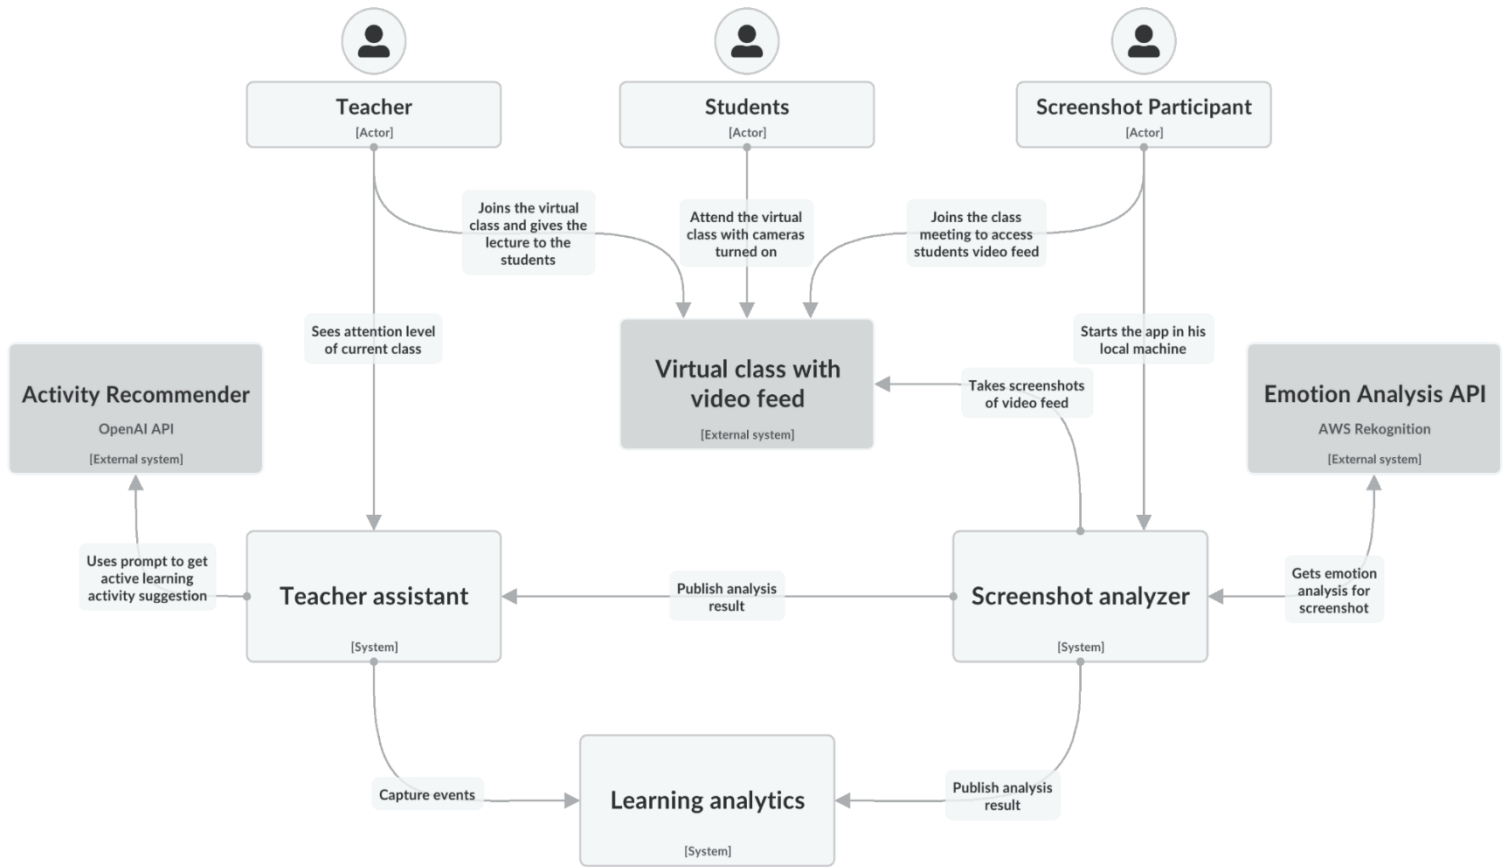 Teacher
[Actor]
Students
[Actor]
Screenshot Participant
[Actor]
Joins the virtual
class and gives the
lecture to the
students
Attend the virtual
class with cameras
turned on
Joins the class
meeting to access
students video feed
Sees attention level
of current class
Starts the app in his
local machine
Activity Recommender
OpenAI API
[External system]
Virtual class with
video feed
[External system]
Takes screenshots
of video feed
Emotion Analysis API
AWS Rekognition
[External system]
Uses prompt to get
active learning
activity suggestion
Teacher assistant
[System]
Publish analysis
result
Screenshot analyzer
[System]
Gets emotion
analysis for
screenshot
Capture events
Learning analytics
[System]
Publish analysis
result